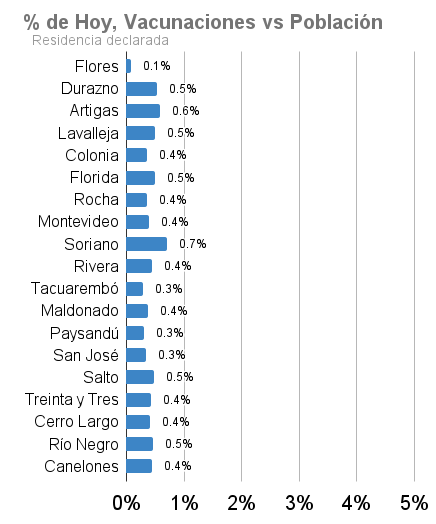 % de Hoy, Vacunaciones vs Población
Residencia declarada
Flores 0.1%
Durazno 0.5%
Artigas 0.6%
Lavalleja 0.5%
Colonia 0.4%
Florida 0.5%
Rocha 0.4%
Montevideo 0.4%
Soriano 0.7%
Rivera 0.4%
Tacuarembó 0.3%
Maldonado 0.4%
Paysandú 0.3%
San José 0.3%
Salto 0.5%
Treinta y Tres 0.4%
Cerro Largo 0.4%
Río Negro 0.5%
Canelones 0.4%
0% 1% 2% 3% 4% 5%